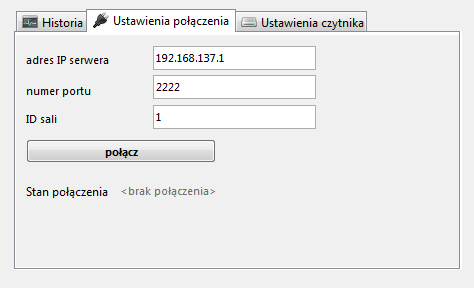 Historia Ustawienia połączenia Ustawienia czytnika
adres IP serwera 192.168.137.1
numer portu 2222
ID sali 1
połącz
Stan połączenia <brak połączenia>